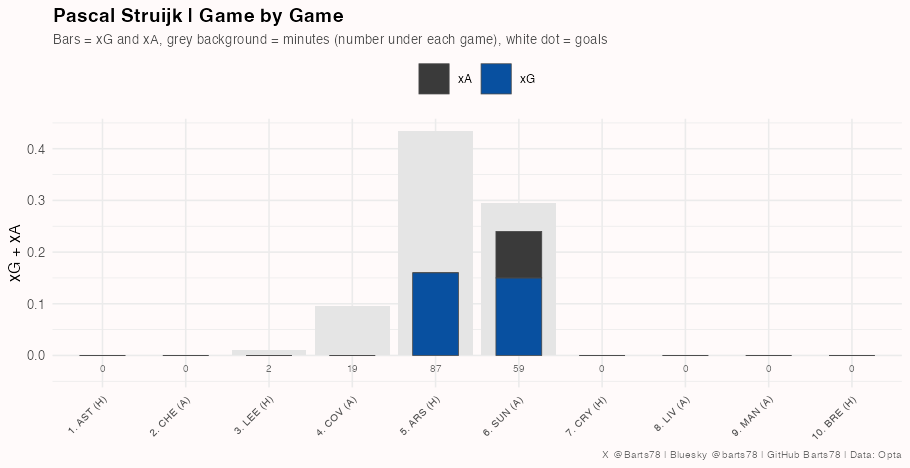 Pascal Struijk | Game by Game
Bars = xG and xA, grey background = minutes (number under each game), white dot = goals
xA xG
xG + xA
0.4
0.3
0.2
0.1
0.0
0 0 2 19 87 59 0 0 0 0
1. AST (H) 2. CHE (A) 3. LEE (H) 4. COV (A) 5. ARS (H) 6. SUN (A) 7. CRY (H) 8. LIV (A) 9. MAN (A) 10. BRE (H)
X @Barts78 | Bluesky @barts78 | GitHub Barts78 | Data: Opta